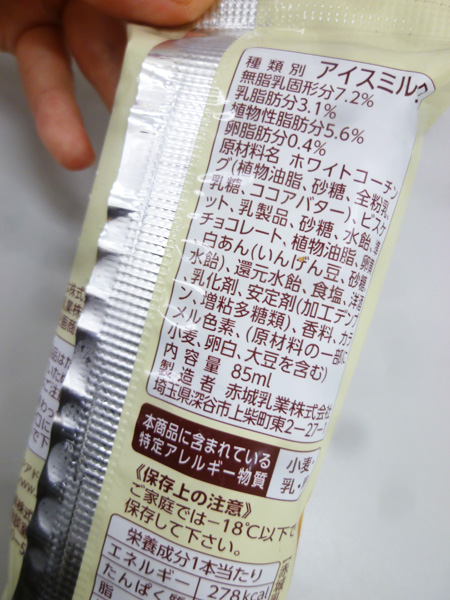 種類別 アイスミルク
無脂乳固形分7.2%
乳脂肪分3.1%
植物性脂肪分5.6%
卵脂肪分0.4%
原材料名 ホワイトコーチン
グ(植物油脂、砂糖、全粉乳、
乳糖、ココアバター)、ビスケ
ット、乳製品、砂糖、水飴、
チョコレート、植物油脂、卵黄、
白あん(いんげん豆、砂糖、
水飴)、還元水飴、食塩、洋酒、
乳化剤、安定剤(加工デンプ
ン、増粘多糖類)、香料、カラ
メル色素、(原材料の一部に
小麦、卵白、大豆を含む)
内容量 85ml
製造者 赤城乳業株式会社
埼玉県深谷市上柴町東2-27-
本商品に含まれている
特定アレルギー物質
小麦・
乳・
《保存上の注意》
ご家庭では-18℃以下で
保存して下さい。
栄養成分1本当たり
エネルギー 278kcal
たんぱく質
脂